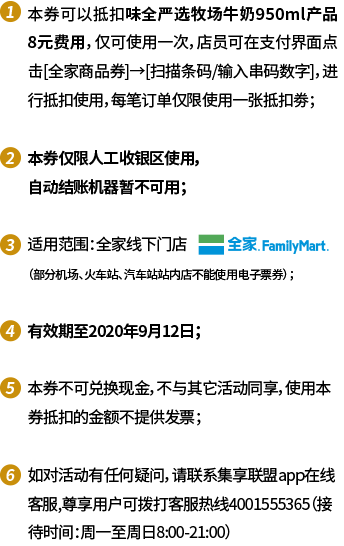 1 本券可以抵扣味全严选牧场牛奶950ml产品
8元费用，仅可使用一次，店员可在支付界面点
击[全家商品券]→[扫描条码/输入串码数字]，进
行抵扣使用，每笔订单仅限使用一张抵扣券；
2 本券仅限人工收银区使用，
自动结账机器暂不可用；
3 适用范围：全家线下门店 全家.FamilyMart.
（部分机场、火车站、汽车站站内店不能使用电子票券）；
4 有效期至2020年9月12日；
5 本券不可兑换现金，不与其它活动同享，使用本
券抵扣的金额不提供发票；
6 如对活动有任何疑问，请联系集享联盟app在线
客服,尊享用户可拨打客服热线4001555365（接
待时间：周一至周日8:00-21:00）